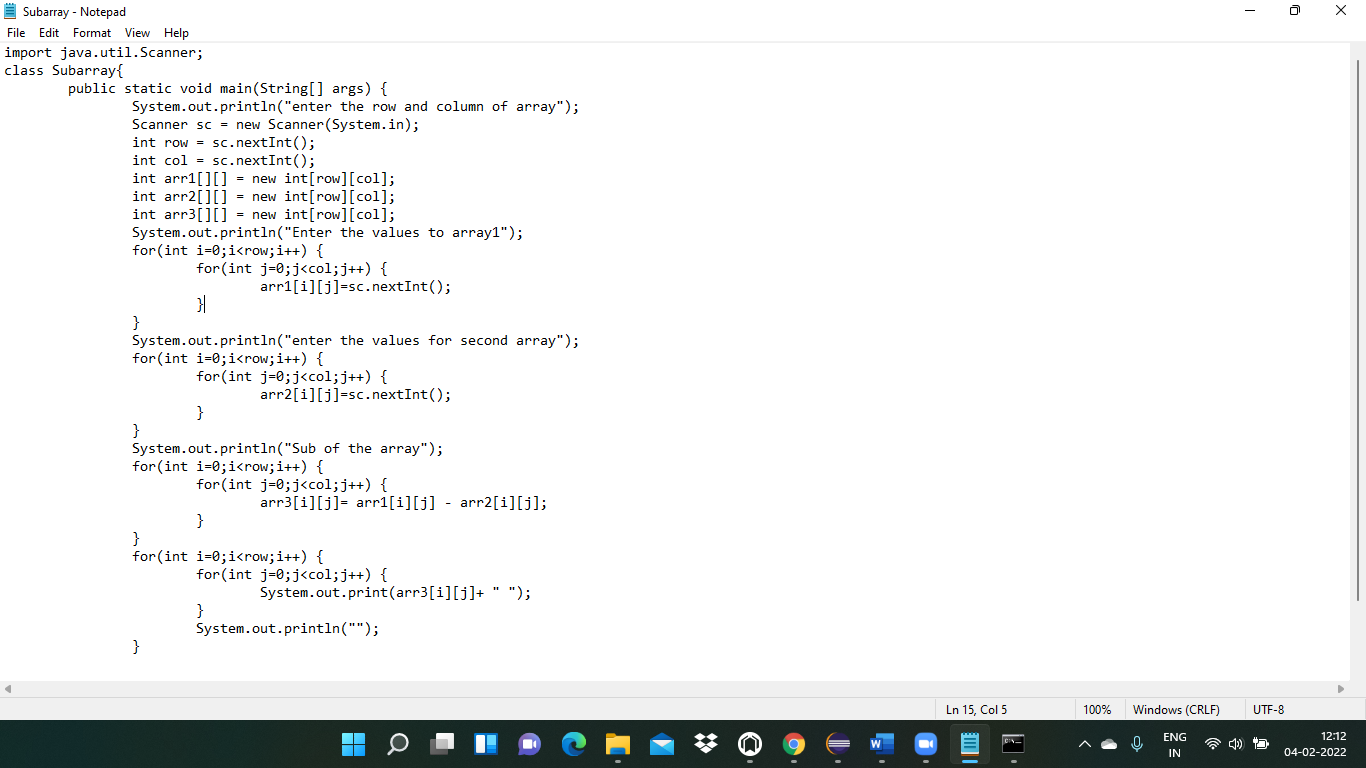 Subarray - Notepad
File Edit Format View Help
import java.util.Scanner;
class Subarray{
        public static void main(String[] args) {
                System.out.println("enter the row and column of array");
                Scanner sc = new Scanner(System.in);
                int row = sc.nextInt();
                int col = sc.nextInt();
                int arr1[][] = new int[row][col];
                int arr2[][] = new int[row][col];
                int arr3[][] = new int[row][col];
                System.out.println("Enter the values to array1");
                for(int i=0;i<row;i++) {
                        for(int j=0;j<col;j++) {
                                arr1[i][j]=sc.nextInt();
                        }
                }
                System.out.println("enter the values for second array");
                for(int i=0;i<row;i++) {
                        for(int j=0;j<col;j++) {
                                arr2[i][j]=sc.nextInt();
                        }
                }
                System.out.println("Sub of the array");
                for(int i=0;i<row;i++) {
                        for(int j=0;j<col;j++) {
                                arr3[i][j]= arr1[i][j] - arr2[i][j];
                        }
                }
                for(int i=0;i<row;i++) {
                        for(int j=0;j<col;j++) {
                                System.out.print(arr3[i][j]+ " ");
                        }
                        System.out.println("");
                }
Ln 15, Col 5 100% Windows (CRLF) UTF-8
ENG 12:12
IN 04-02-2022